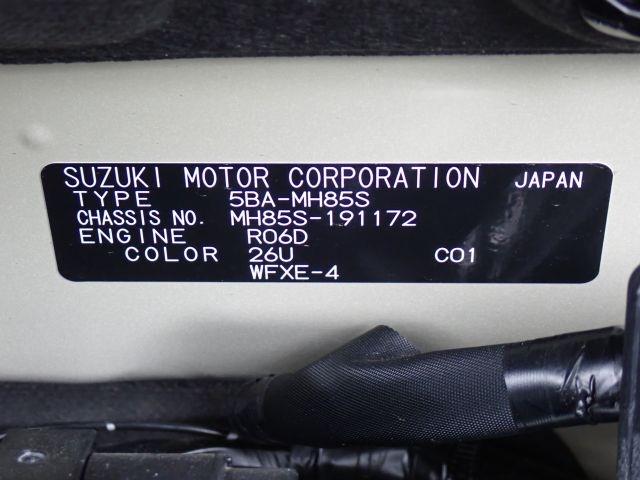 SUZUKI MOTOR CORPORATION JAPAN
TYPE 5BA-MH85S
CHASSIS NO. MH85S-191172
ENGINE R06D
COLOR 26U C01
WFXE-4